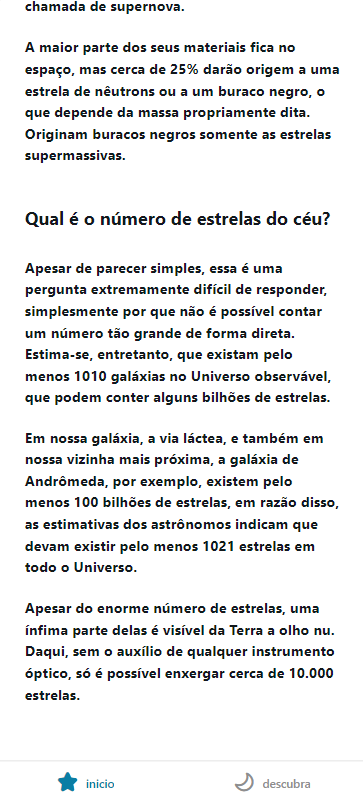 chamada de supernova.
A maior parte dos seus materiais fica no
espaço, mas cerca de 25% darão origem a uma
estrela de nêutrons ou a um buraco negro, o
que depende da massa propriamente dita.
Originam buracos negros somente as estrelas
supermassivas.
Qual é o número de estrelas do céu?
Apesar de parecer simples, essa é uma
pergunta extremamente difícil de responder,
simplesmente por que não é possível contar
um número tão grande de forma direta.
Estima-se, entretanto, que existam pelo
menos 1010 galáxias no Universo observável,
que podem conter alguns bilhões de estrelas.
Em nossa galáxia, a via láctea, e também em
nossa vizinha mais próxima, a galáxia de
Andrômeda, por exemplo, existem pelo
menos 100 bilhões de estrelas, em razão disso,
as estimativas dos astrônomos indicam que
devam existir pelo menos 1021 estrelas em
todo o Universo.
Apesar do enorme número de estrelas, uma
ínfima parte delas é visível da Terra a olho nu.
Daqui, sem o auxílio de qualquer instrumento
óptico, só é possível enxergar cerca de 10.000
estrelas.
inicio descubra